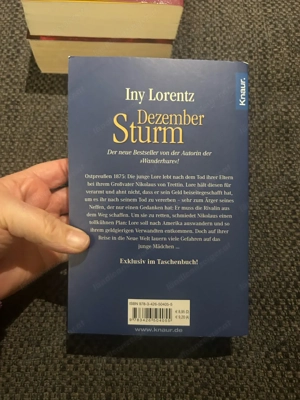 Knaur.
Iny Lorentz
Dezember
Sturm
Der neue Bestseller von der Autorin der
»Wanderhure«!
Ostpreußen 1875: Die junge Lore lebt nach dem Tod ihrer Eltern
bei ihrem Großvater Nikolaus von Trettin. Lore hält diesen für
verarmt und ahnt nicht, dass er sein Geld beiseitegeschafft hat,
um es ihr nach seinem Tod zu vererben – sehr zum Ärger seines
Neffen, der nur einen Gedanken hat: Er muss die Rivalin aus
dem Weg schaffen. Um sie zu retten, schmiedet Nikolaus einen
tollkühnen Plan: Lore soll nach Amerika auswandern und so
ihrem geldgierigen Verwandten entkommen. Doch auf ihrer
Reise in die Neue Welt lauern viele Gefahren auf das
junge Mädchen ...
Exklusiv im Taschenbuch!
www.knaur.de